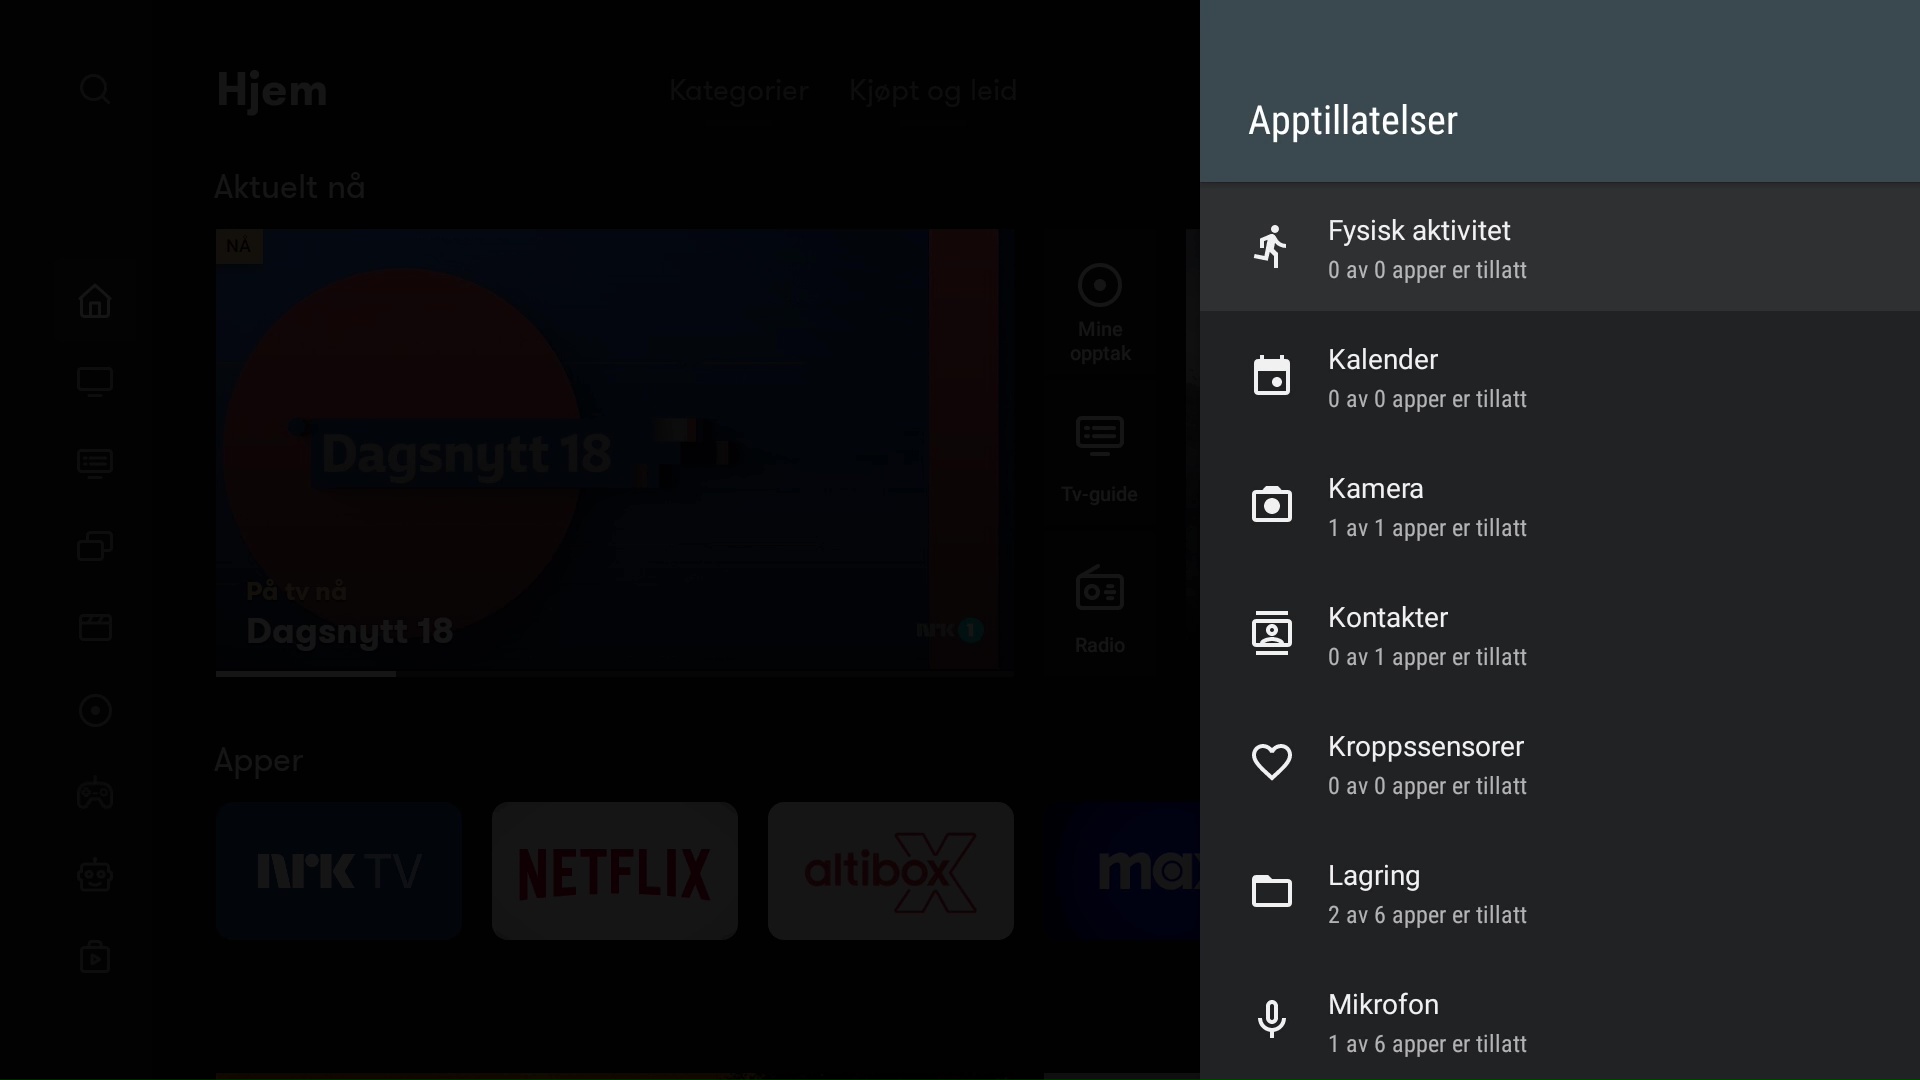 Hjem
Kategorier
Kjøpt og leid
Aktuelt nå
NÅ
Dagsnytt 18
På tv nå
Dagsnytt 18
nrk 1
Mine
opptak
Tv-guide
Radio
Apper
nrk TV
NETFLIX
altibox
max
Apptillatelser
Fysisk aktivitet
0 av 0 apper er tillatt
Kalender
0 av 0 apper er tillatt
Kamera
1 av 1 apper er tillatt
Kontakter
0 av 1 apper er tillatt
Kroppssensorer
0 av 0 apper er tillatt
Lagring
2 av 6 apper er tillatt
Mikrofon
1 av 6 apper er tillatt